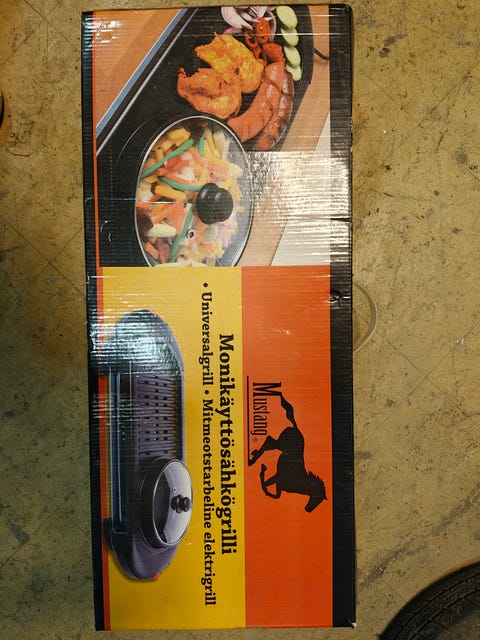 Mustang®
Monikäyttösähkögrilli
• Universalgrill • Mitmeotstarbeline elektrigrill